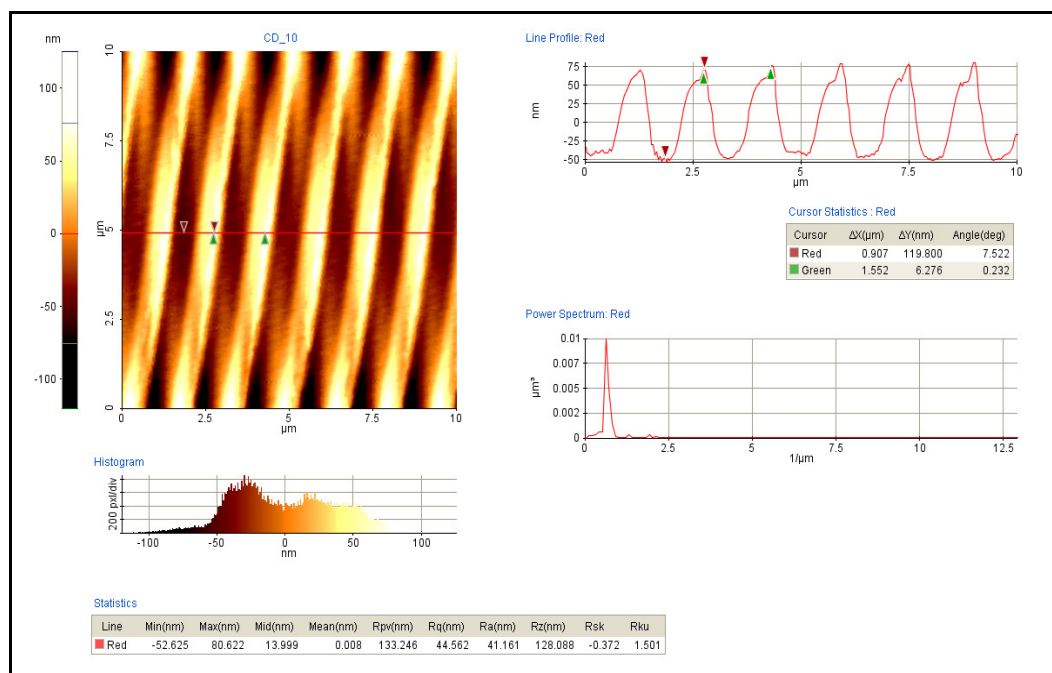 CD_10
nm
100
50
0
-50
-100
10
7.5
5
2.5
0
µm
0 2.5 5 7.5 10
µm
Line Profile: Red
75
50
25
0
-25
-50
nm
2.5 5 7.5 10
µm
Cursor Statistics : Red
Cursor ΔX(µm) ΔY(nm) Angle(deg)
Red 0.907 119.800 7.522
Green 1.552 6.276 0.232
Power Spectrum: Red
0.01
0.007
0.005
0.002
0
µm³
2.5 5 7.5 10 12.5
1/µm
Histogram
200 pxl/div
-100 -50 0 50 100
nm
Statistics
Line Min(nm) Max(nm) Mid(nm) Mean(nm) Rpv(nm) Rq(nm) Ra(nm) Rz(nm) Rsk Rku
Red -52.625 80.622 13.999 0.008 133.246 44.562 41.161 128.088 -0.372 1.501